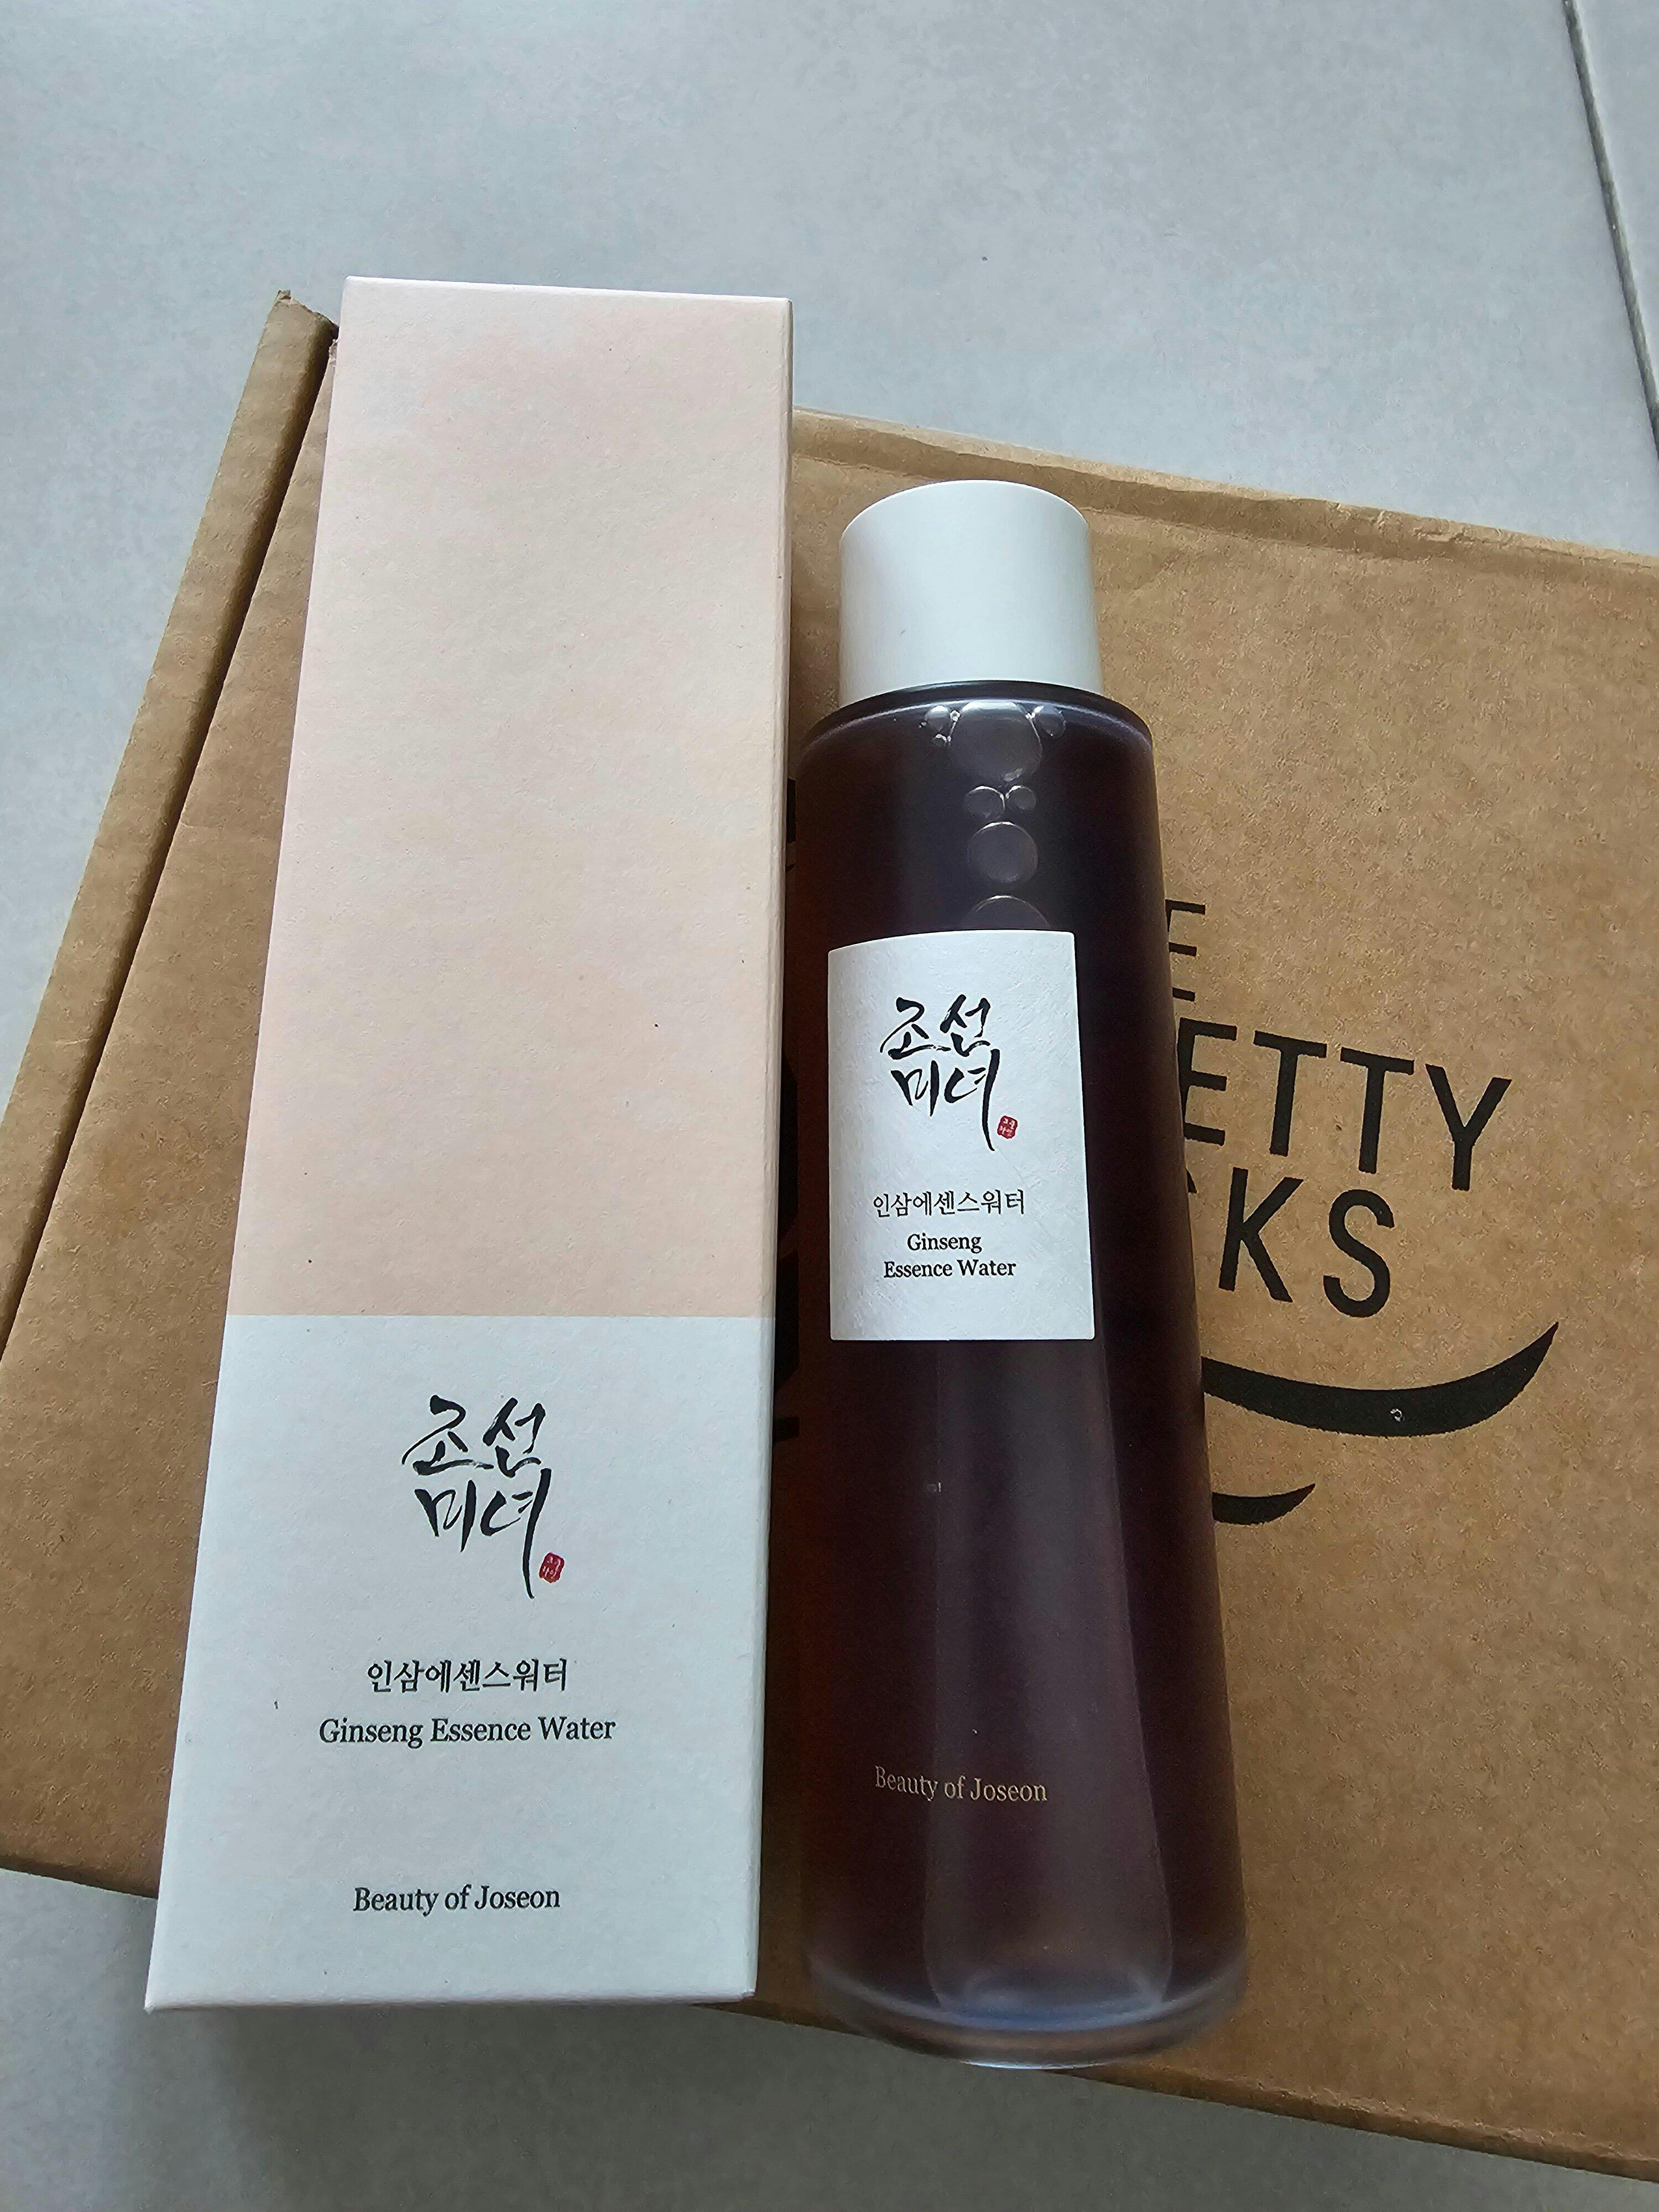 조선
미녀
인삼에센스워터
Ginseng Essence Water
Beauty of Joseon
조선
미녀
인삼에센스워터
Ginseng
Essence Water
Beauty of Joseon
E
ETTY
KS